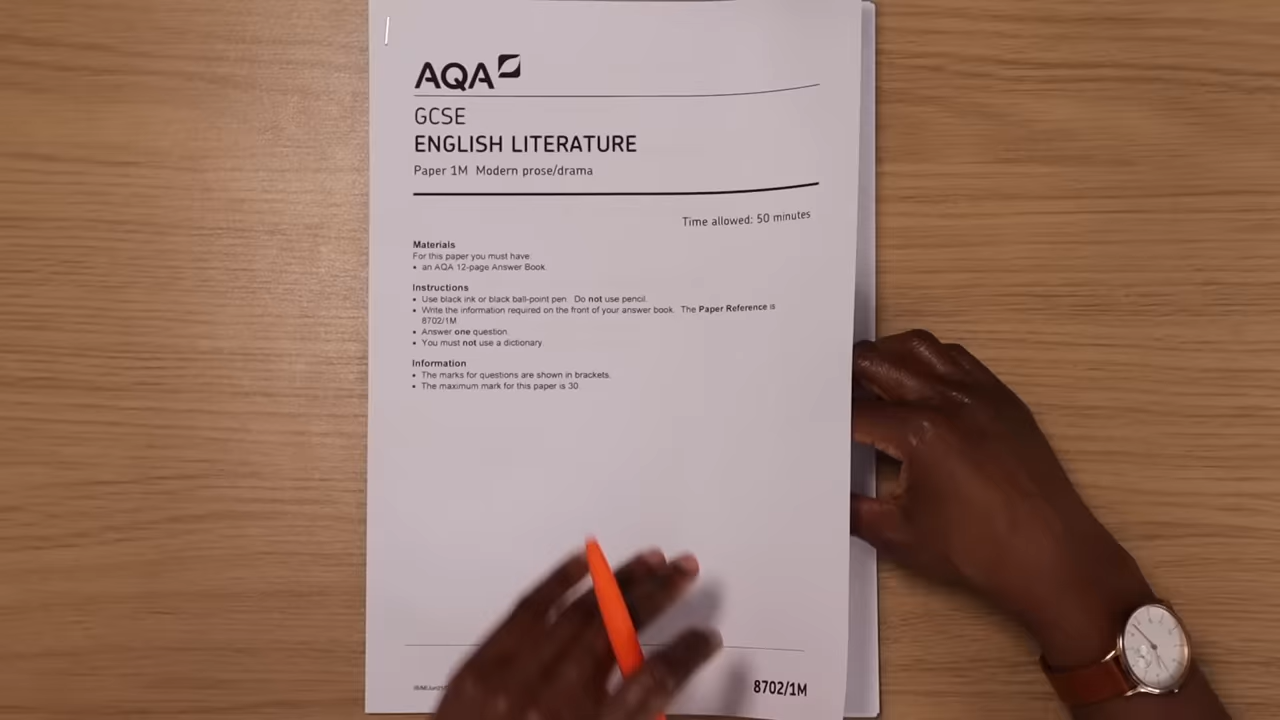 AQA
GCSE
ENGLISH LITERATURE
Paper 1M Modern prose/drama
Time allowed: 50 minutes
Materials
For this paper you must have
• an AQA 12-page Answer Book
Instructions
• Use black ink or black ball-point pen. Do not use pencil.
• Write the information required on the front of your answer book. The Paper Reference is
8702/1M
• Answer one question
• You must not use a dictionary
Information
• The marks for questions are shown in brackets.
• The maximum mark for this paper is 30
8702/1M